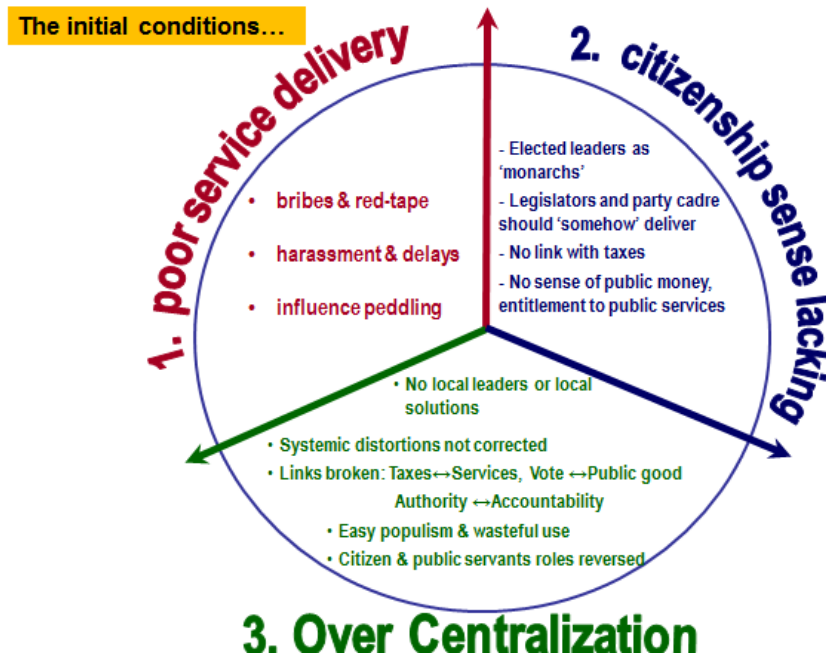 The initial conditions…
1. poor service delivery
• bribes & red-tape
• harassment & delays
• influence peddling
2. citizenship sense lacking
- Elected leaders as
‘monarchs’
- Legislators and party cadre
should ‘somehow’ deliver
- No link with taxes
- No sense of public money,
entitlement to public services
• No local leaders or local
solutions
• Systemic distortions not corrected
• Links broken: Taxes↔Services, Vote ↔Public good
Authority ↔Accountability
• Easy populism & wasteful use
• Citizen & public servants roles reversed
3. Over Centralization